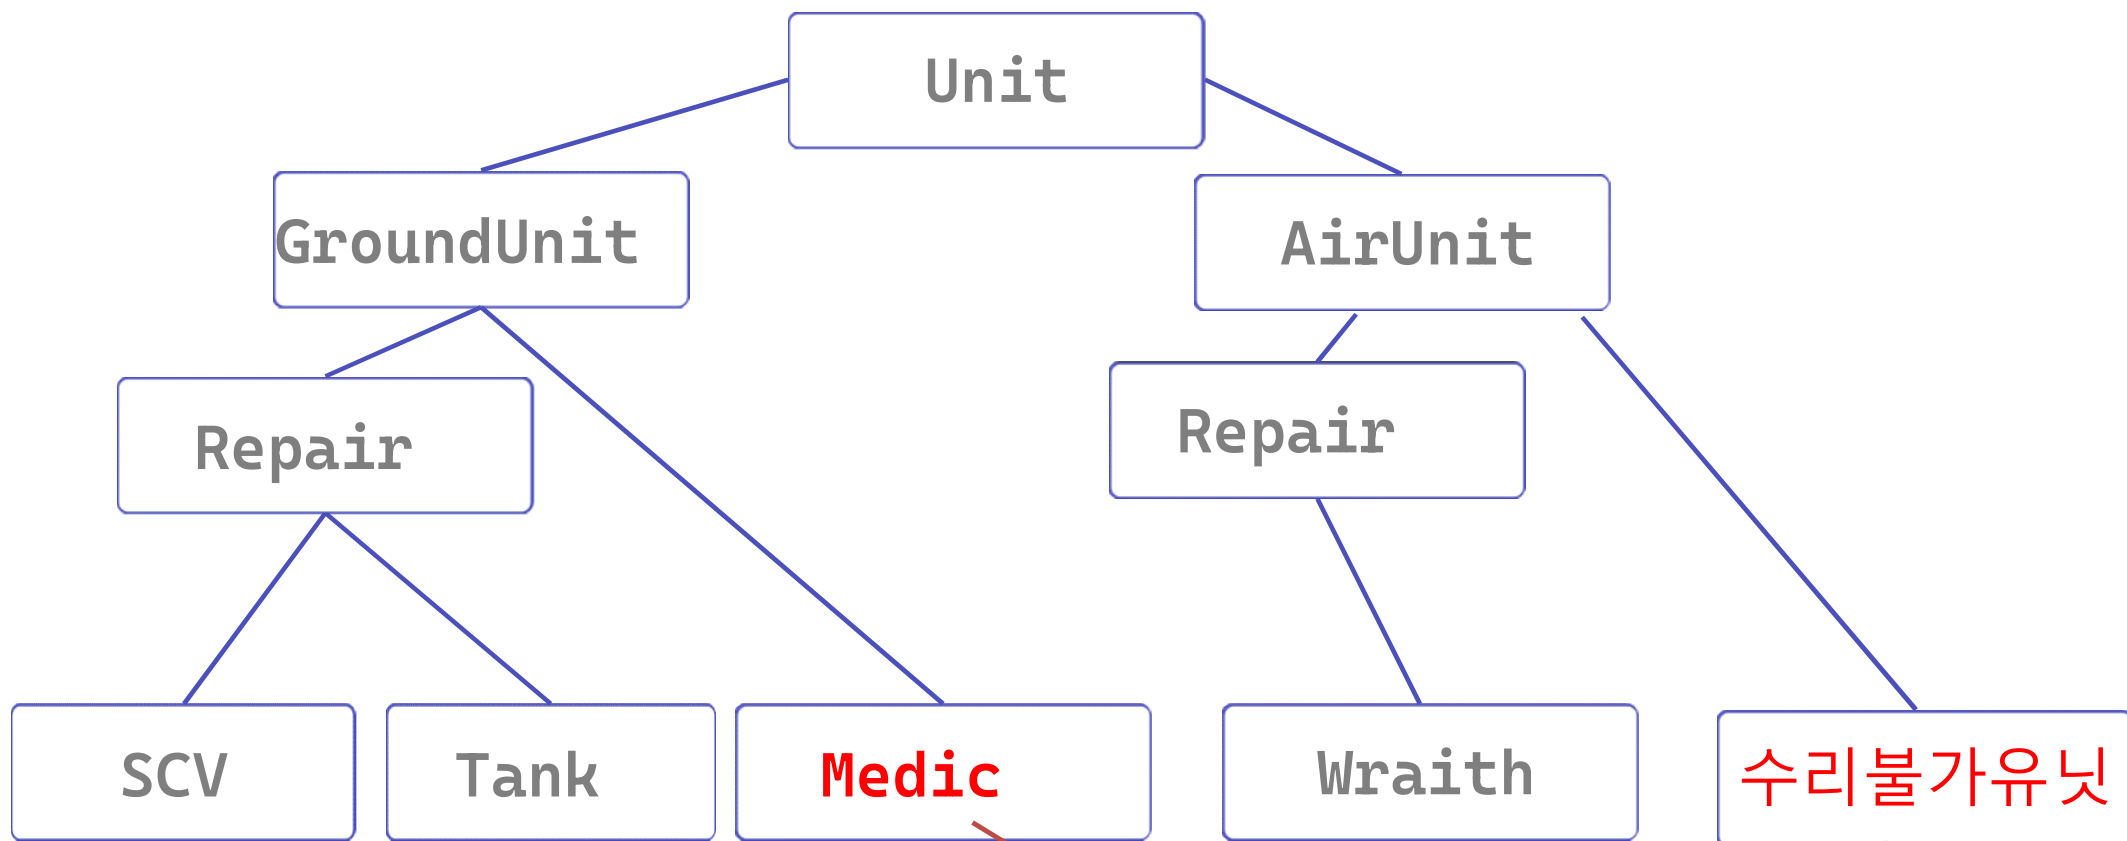 Unit
GroundUnit
AirUnit
Repair
Repair
SCV
Tank
Medic
Wraith
수리불가유닛